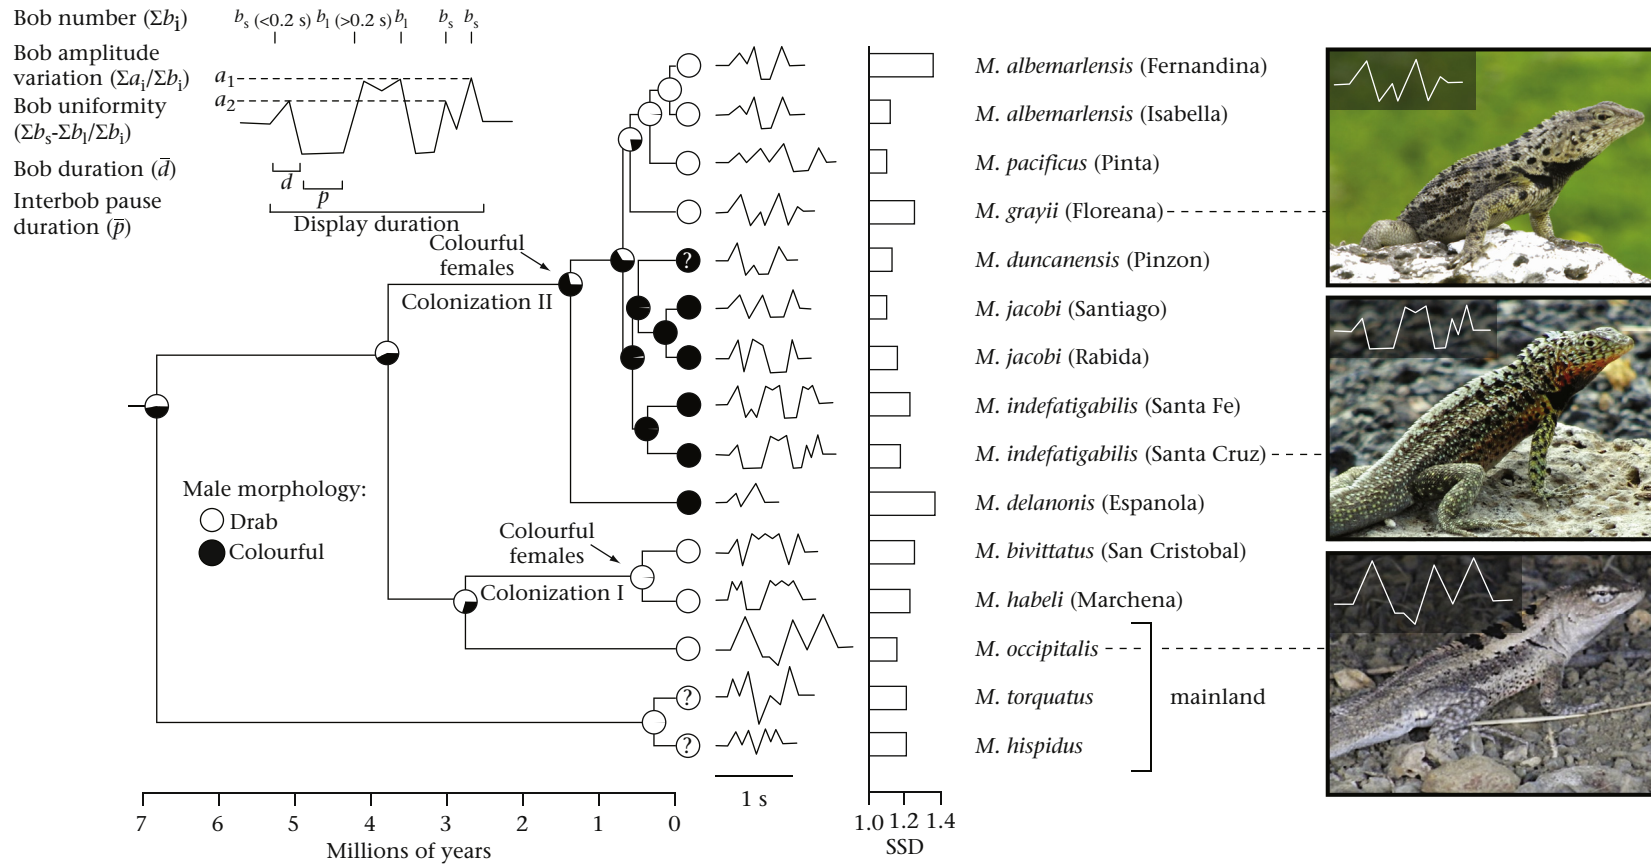 Bob number (Σbi)
bs (<0.2 s) bl (>0.2 s) bl bs bs
Bob amplitude
variation (Σai/Σbi)
a1
a2
Bob uniformity
(Σbs-Σbl/Σbi)
Bob duration (d̅)
d
p
Interbob pause
duration (p̅)
Display duration
Colourful
females
Colonization II
Male morphology:
Drab
Colourful
Colourful
females
Colonization I
?
?
?
M. albemarlensis (Fernandina)
M. albemarlensis (Isabella)
M. pacificus (Pinta)
M. grayii (Floreana)
M. duncanensis (Pinzon)
M. jacobi (Santiago)
M. jacobi (Rabida)
M. indefatigabilis (Santa Fe)
M. indefatigabilis (Santa Cruz)
M. delanonis (Espanola)
M. bivittatus (San Cristobal)
M. habeli (Marchena)
M. occipitalis
M. torquatus
mainland
M. hispidus
7 6 5 4 3 2 1 0
Millions of years
1 s
1.0 1.2 1.4
SSD